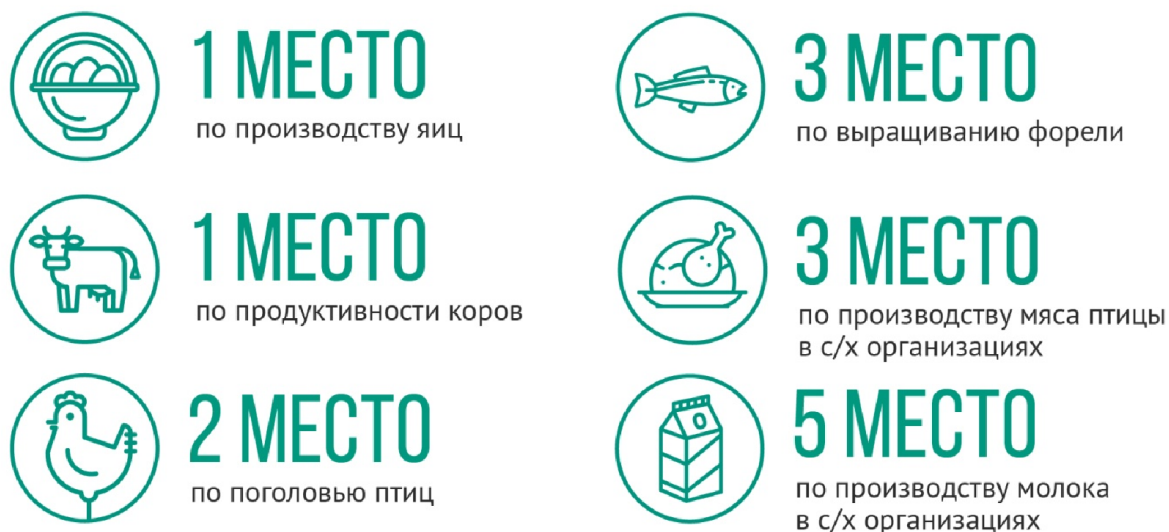 1 МЕСТО
по производству яиц
1 МЕСТО
по продуктивности коров
2 МЕСТО
по поголовью птиц
3 МЕСТО
по выращиванию форели
3 МЕСТО
по производству мяса птицы
в с/х организациях
5 МЕСТО
по производству молока
в с/х организациях